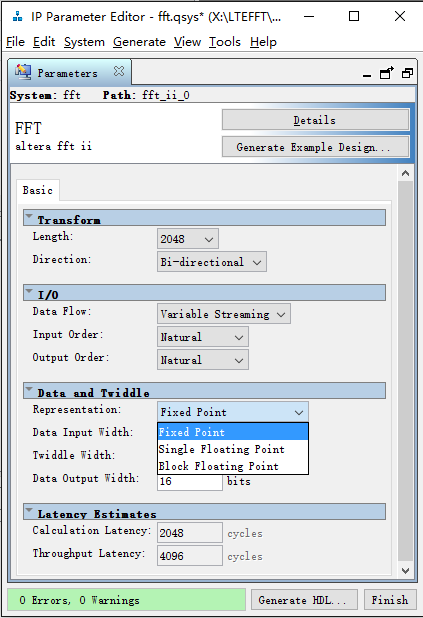 IP Parameter Editor - fft.qsys* (X:\LTEFFT\...
File Edit System Generate View Tools Help
Parameters
System: fft Path: fft_ii_0
FFT
altera fft ii
Details
Generate Example Design...
Basic
Transform
Length: 2048
Direction: Bi-directional
I/O
Data Flow: Variable Streaming
Input Order: Natural
Output Order: Natural
Data and Twiddle
Representation: Fixed Point
Data Input Width: Fixed Point
Twiddle Width: Single Floating Point
Block Floating Point
Data Output Width: 16 bits
Latency Estimates
Calculation Latency: 2048 cycles
Throughput Latency: 4096 cycles
0 Errors, 0 Warnings Generate HDL... Finish